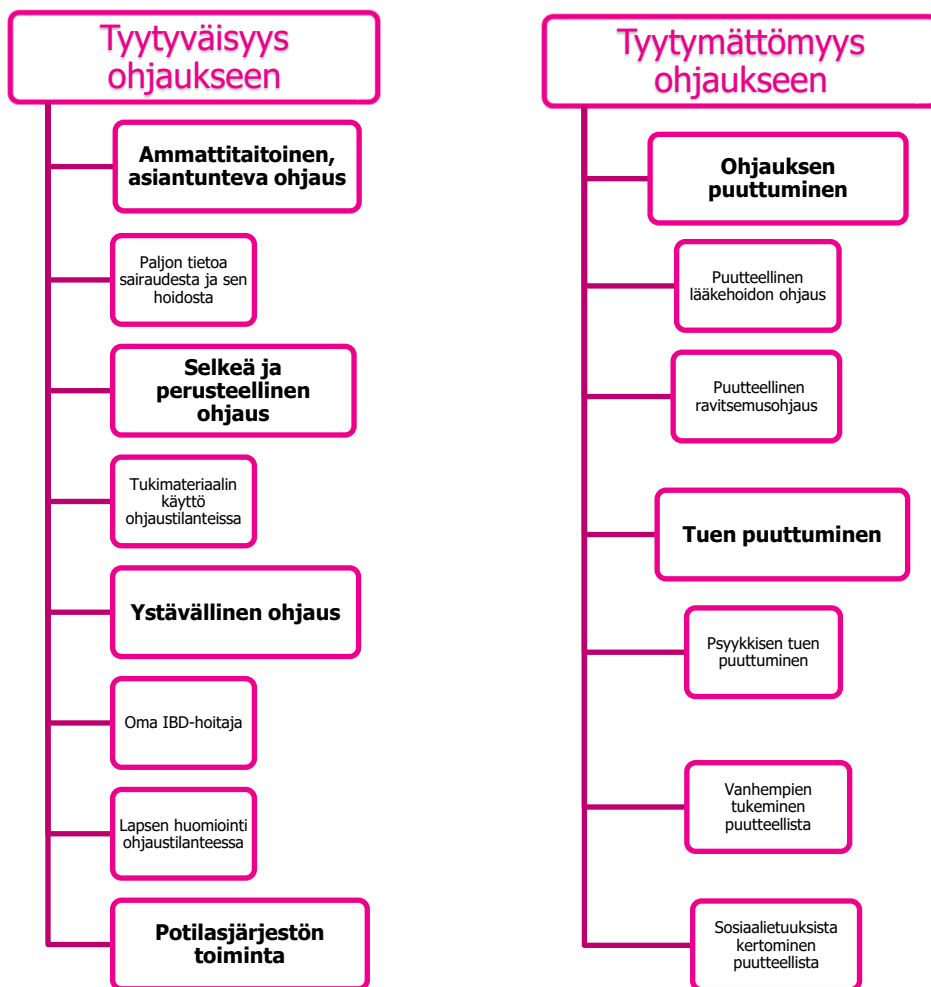 Tyytyväisyys
ohjaukseen
Ammattitaitoinen,
asiantunteva ohjaus
Paljon tietoa
sairaudesta ja sen
hoidosta
Selkeä ja
perusteellinen
ohjaus
Tukimateriaalin
käyttö
ohjaustilanteissa
Ystävällinen ohjaus
Oma IBD-hoitaja
Lapsen huomiointi
ohjaustilanteessa
Potilasjärjestön
toiminta
Tyytymättömyys
ohjaukseen
Ohjauksen
puuttuminen
Puutteellinen
lääkehoidon ohjaus
Puutteellinen
ravitsemusohjaus
Tuen puuttuminen
Psyykkisen tuen
puuttuminen
Vanhempien
tukeminen
puutteellista
Sosiaalietuuksista
kertominen
puutteellista